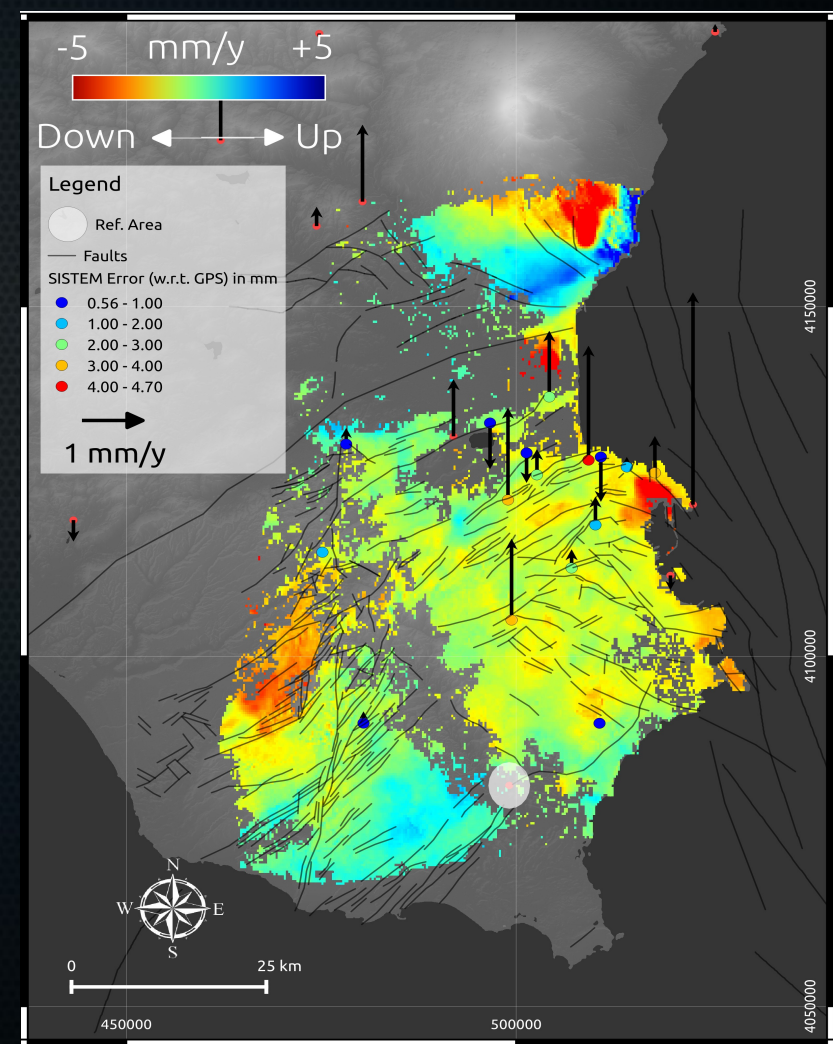 -5 mm/y +5
Down Up
Legend
Ref. Area
Faults
SISTEM Error (w.r.t. GPS) in mm
0.56 - 1.00
1.00 - 2.00
2.00 - 3.00
3.00 - 4.00
4.00 - 4.70
1 mm/y
4150000
4100000
N
W E
S
0 25 km
450000 500000
4050000